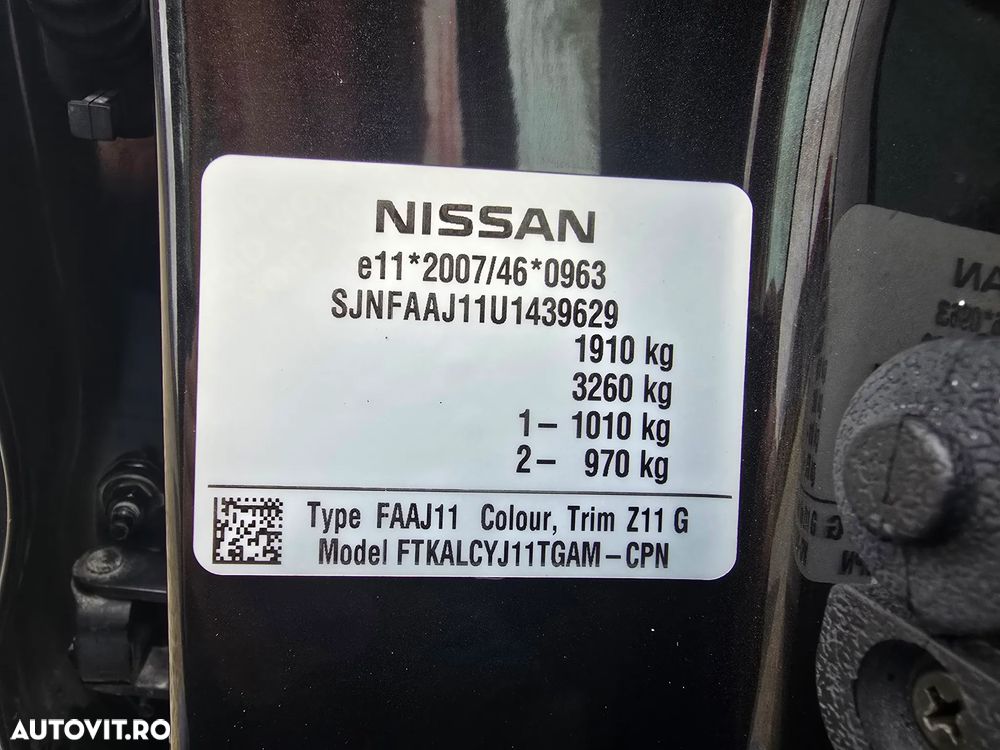 NISSAN
e11*2007/46*0963
SJNFAAJ11U1439629
1910 kg
3260 kg
1– 1010 kg
2– 970 kg
Type FAAJ11 Colour, Trim Z11 G
Model FTKALCYJ11TGAM–CPN
AUTOVIT.RO